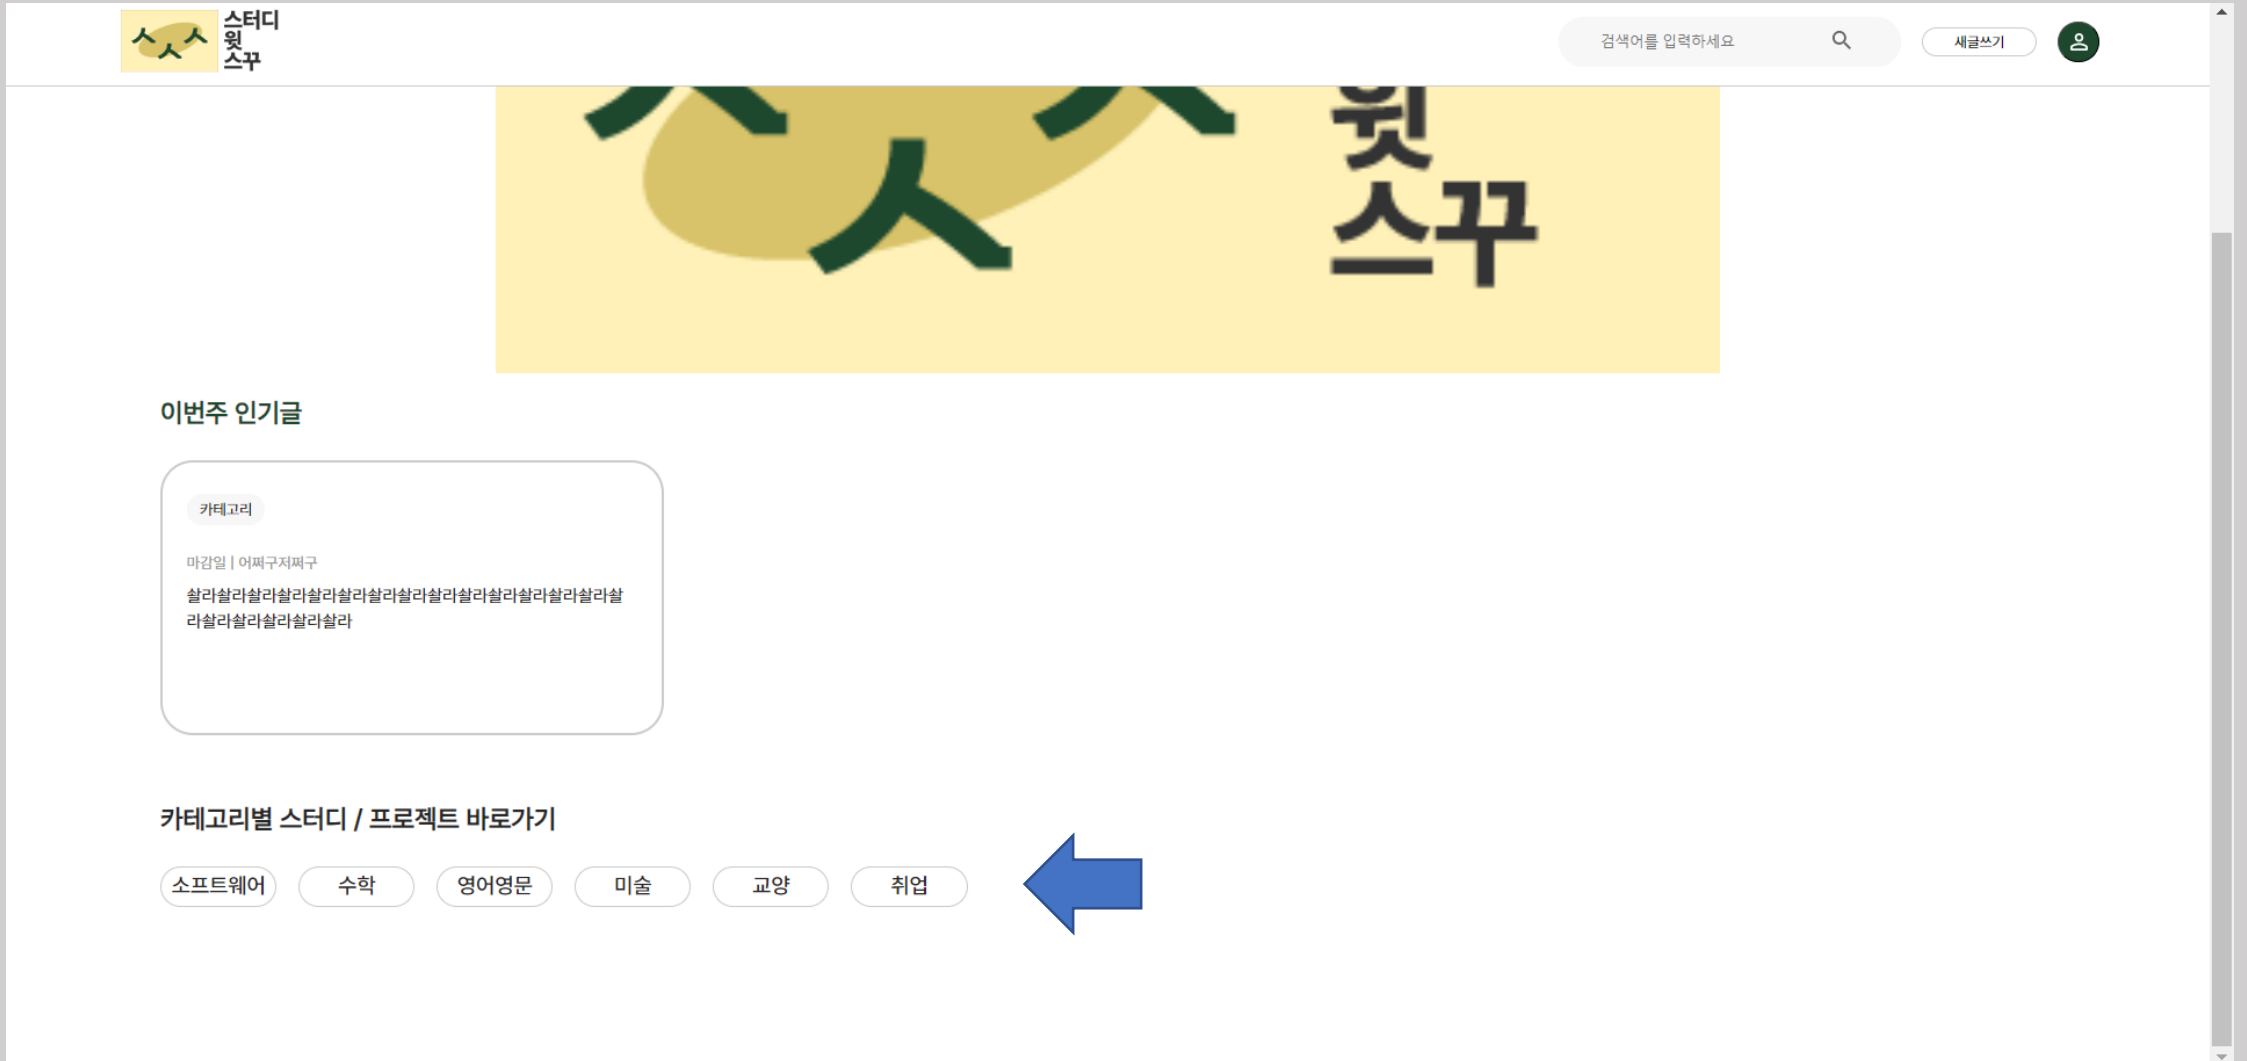 스터디
윗
스꾸
검색어를 입력하세요
새글쓰기
윗
스꾸
이번주 인기글
카테고리
마감일 | 어쩌구저쩌구
솰라솰라솰라솰라솰라솰라솰라솰라솰라솰라솰라솰라솰라솰라솰
라솰라솰라솰라솰라솰라
카테고리별 스터디 / 프로젝트 바로가기
소프트웨어 수학 영어영문 미술 교양 취업